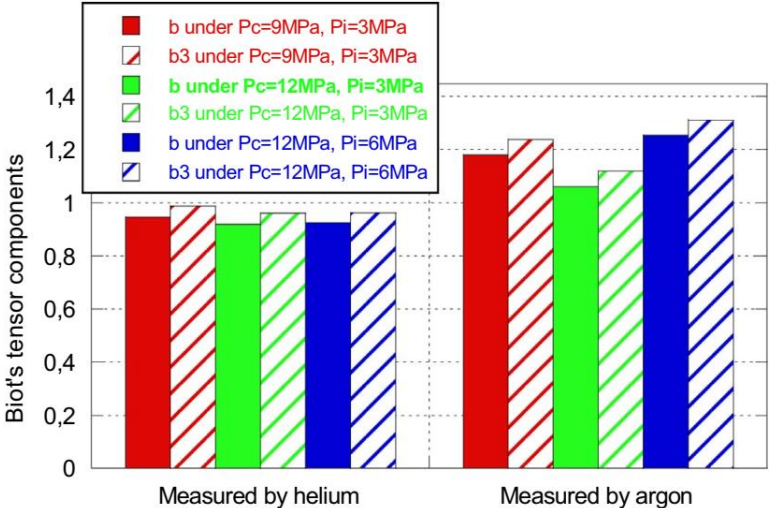 b under Pc=9MPa, Pi=3MPa
b3 under Pc=9MPa, Pi=3MPa
b under Pc=12MPa, Pi=3MPa
b3 under Pc=12MPa, Pi=3MPa
b under Pc=12MPa, Pi=6MPa
b3 under Pc=12MPa, Pi=6MPa
Biot's tensor components
1,4
1,2
1
0,8
0,6
0,4
0,2
0
Measured by helium
Measured by argon